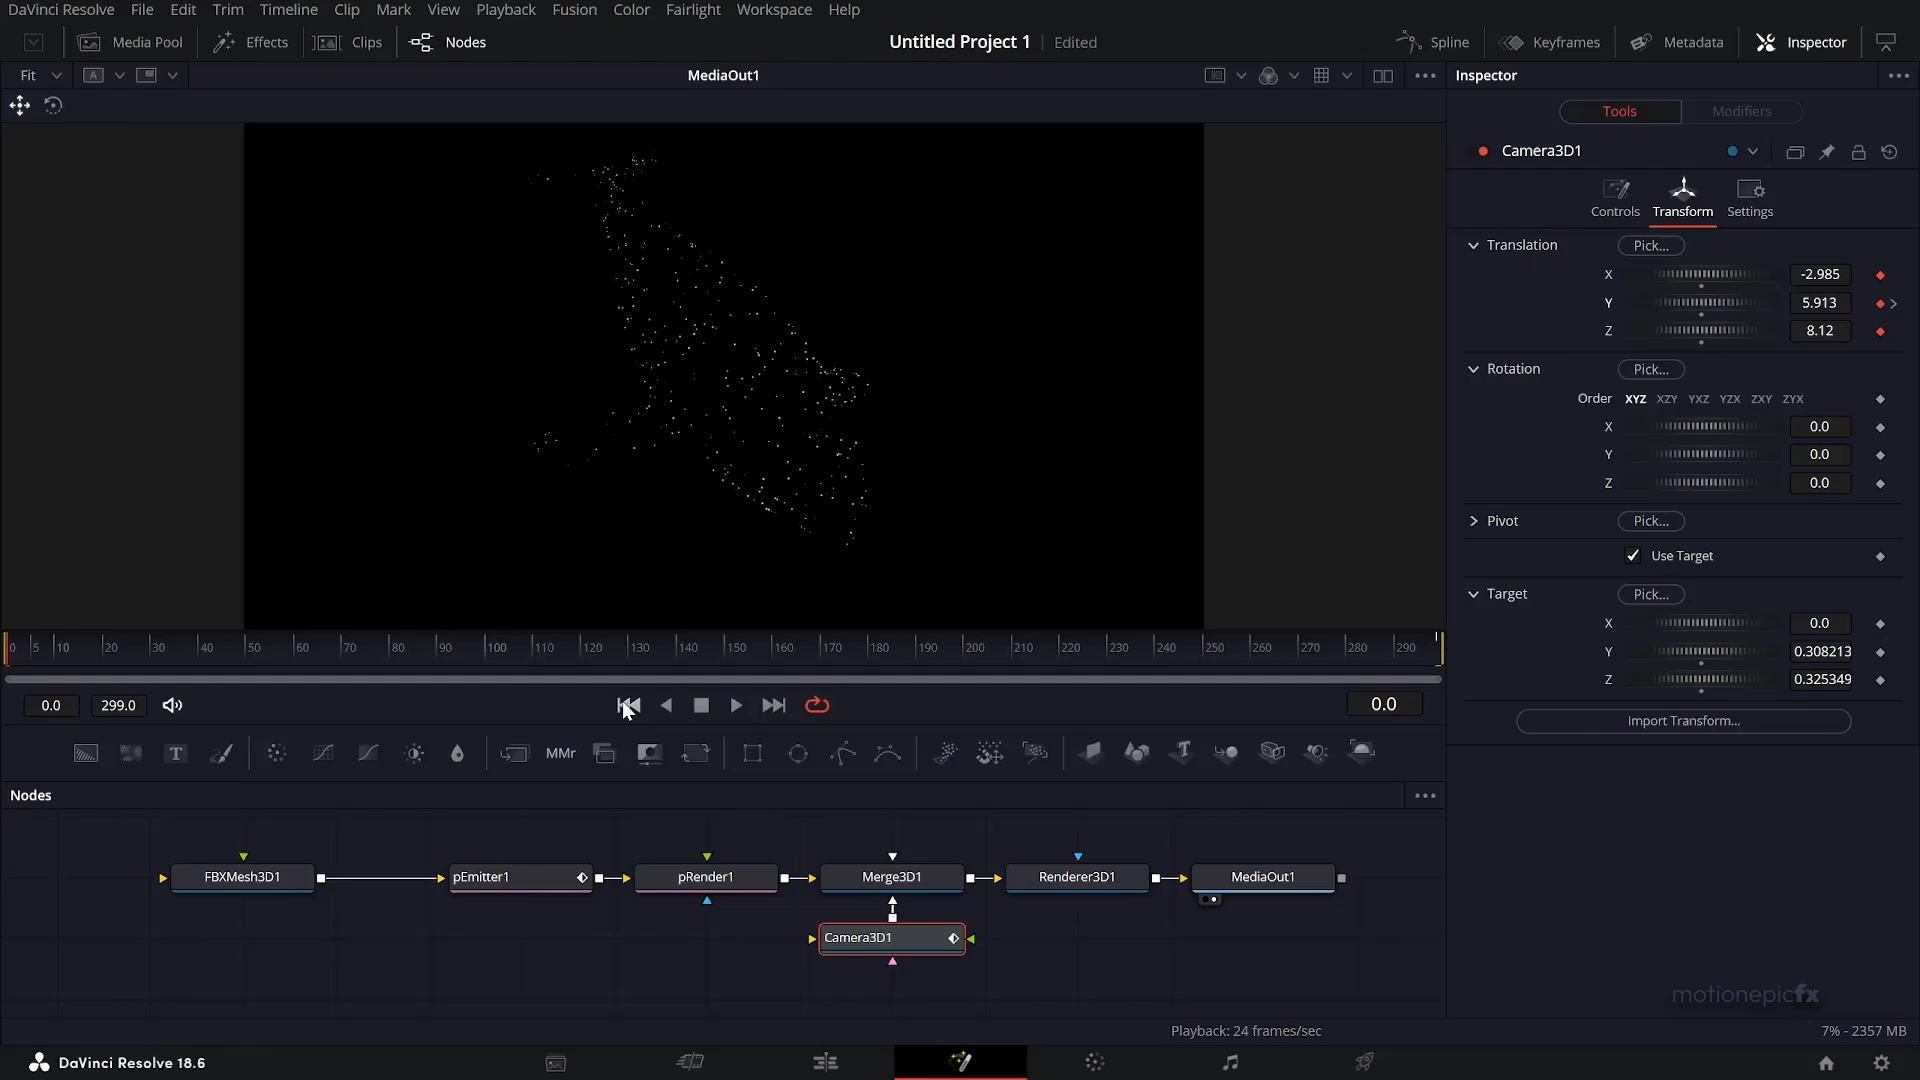 DaVinci Resolve File Edit Trim Timeline Clip Mark View Playback Fusion Color Fairlight Workspace Help
Media Pool Effects Clips Nodes Untitled Project 1 Edited Spline Keyframes Metadata Inspector
Fit A MediaOut1 Inspector
Tools Modifiers
Camera3D1
Controls Transform Settings
Translation Pick...
X -2.985
Y 5.913
Z 8.12
Rotation Pick...
Order XYZ XZY YXZ YZX ZXY ZYX
X 0.0
Y 0.0
Z 0.0
Pivot Pick...
Use Target
Target Pick...
X 0.0
Y 0.308213
Z 0.325349
Import Transform...
0 5 10 30 40 50 60 70 80 90 100 110 120 130 140 150 160 170 180 190 200 210 220 230 240 250 260 270 280 290
0.0 299.0 0.0
T MMr T
Nodes
FBXMesh3D1 pEmitter1 pRender1 Merge3D1 Renderer3D1 MediaOut1
Camera3D1
motionepicfx
Playback: 24 frames/sec 7% - 2357 MB
DaVinci Resolve 18.6